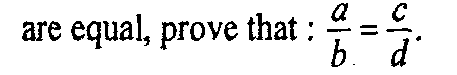 are equal, prove that : a/b = c/d.